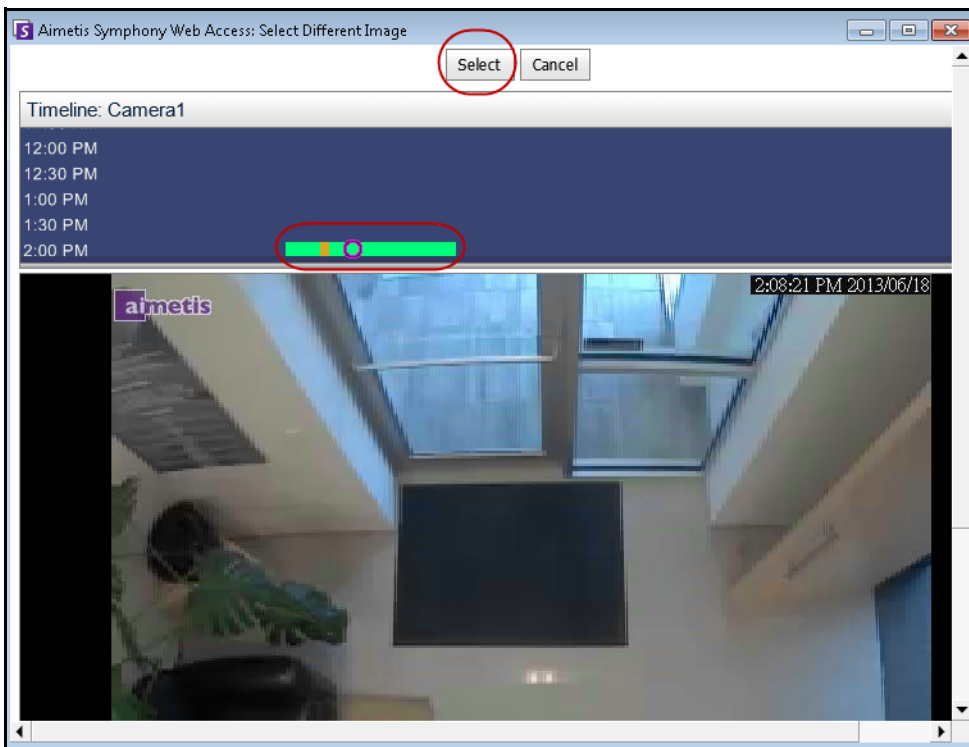 Aimetis Symphony Web Access: Select Different Image
Select Cancel
Timeline: Camera1
12:00 PM
12:30 PM
1:00 PM
1:30 PM
2:00 PM
aimetis
2:08:21 PM 2013/06/18